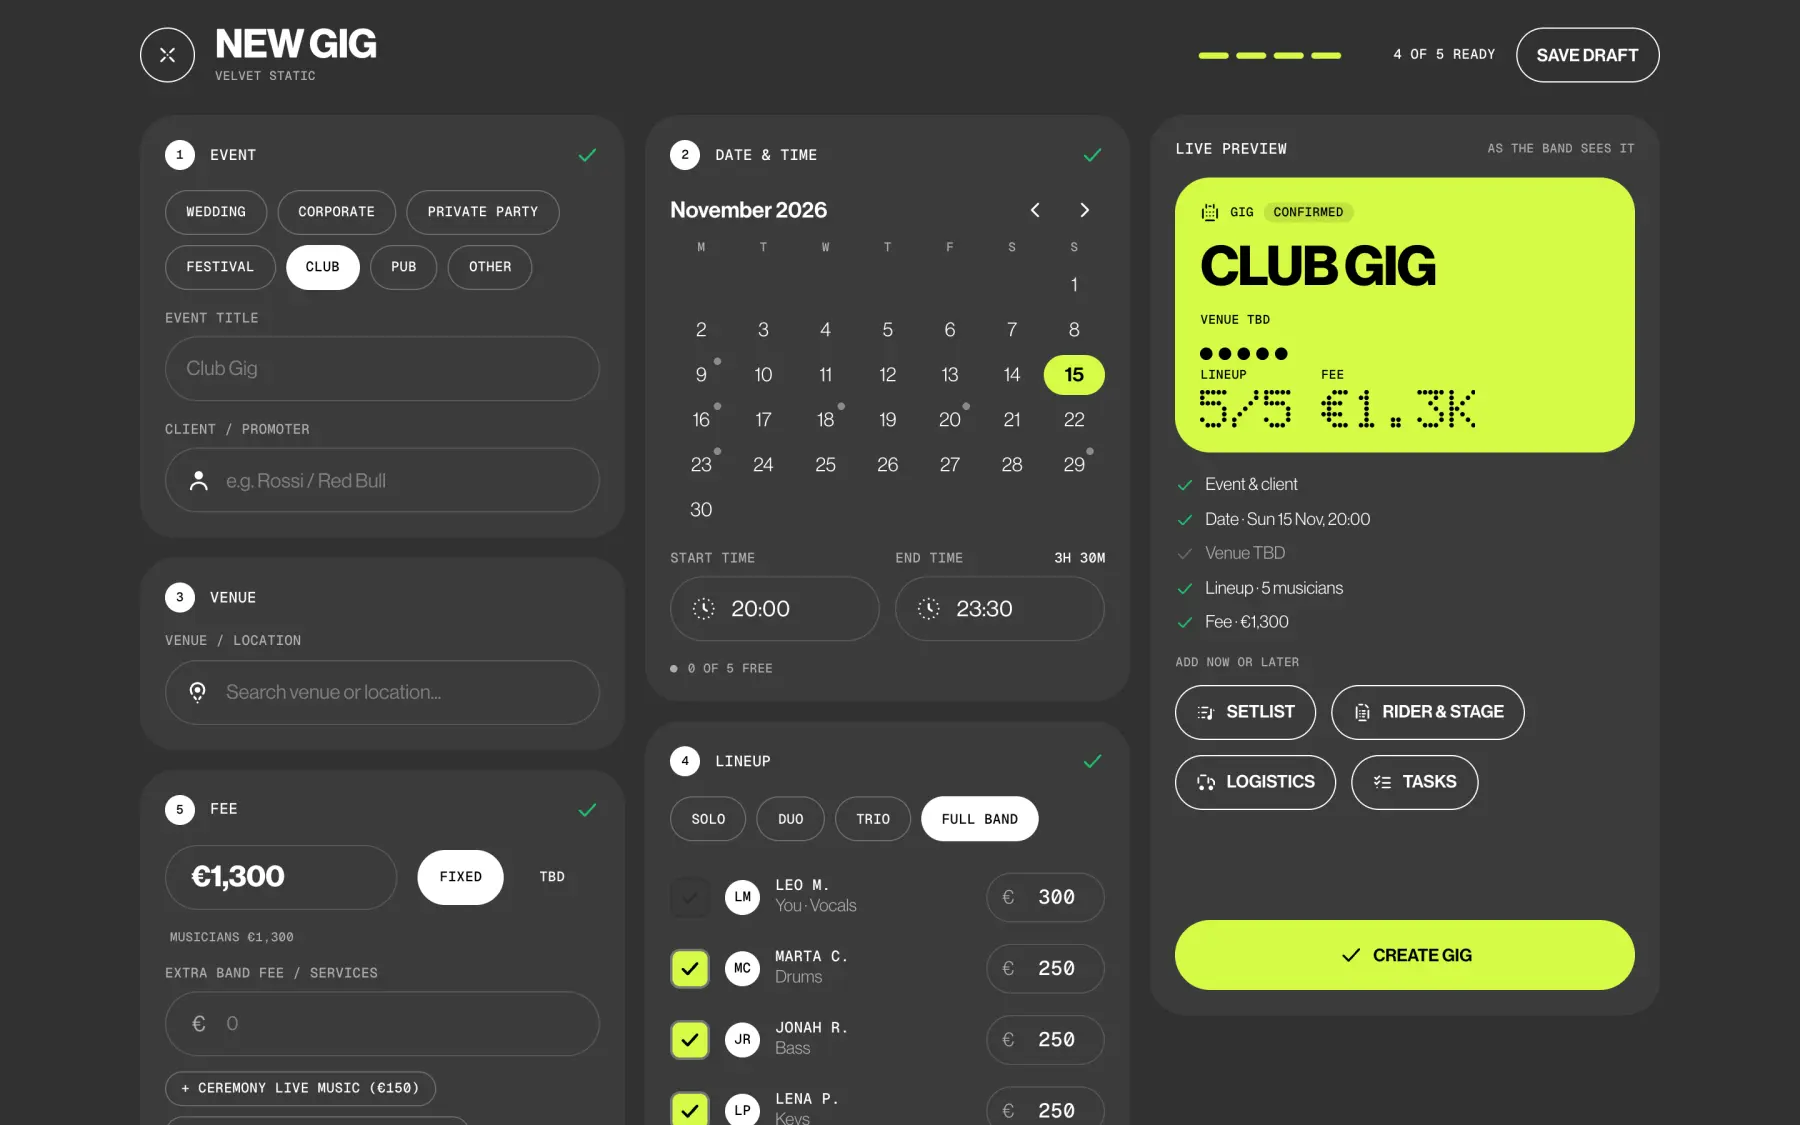 NEW GIG
VELVET STATIC
4 OF 5 READY
SAVE DRAFT
1 EVENT
WEDDING
CORPORATE
PRIVATE PARTY
FESTIVAL
CLUB
PUB
OTHER
EVENT TITLE
Club Gig
CLIENT / PROMOTER
e.g. Rossi / Red Bull
3 VENUE
VENUE / LOCATION
Search venue or location...
5 FEE
€1,300
FIXED
TBD
MUSICIANS €1,300
EXTRA BAND FEE / SERVICES
€ 0
+ CEREMONY LIVE MUSIC (€150)
2 DATE & TIME
November 2026
M T W T F S S
1
2 3 4 5 6 7 8
9 10 11 12 13 14 15
16 17 18 19 20 21 22
23 24 25 26 27 28 29
30
START TIME
20:00
END TIME 3H 30M
23:30
0 OF 5 FREE
4 LINEUP
SOLO
DUO
TRIO
FULL BAND
LM
LEO M.
You · Vocals
€ 300
MC
MARTA C.
Drums
€ 250
JR
JONAH R.
Bass
€ 250
LP
LENA P.
Keys
€ 250
LIVE PREVIEW
AS THE BAND SEES IT
GIG CONFIRMED
CLUB GIG
VENUE TBD
LINEUP
5/5
FEE
€1.3K
Event & client
Date · Sun 15 Nov, 20:00
Venue TBD
Lineup · 5 musicians
Fee · €1,300
ADD NOW OR LATER
SETLIST
RIDER & STAGE
LOGISTICS
TASKS
CREATE GIG